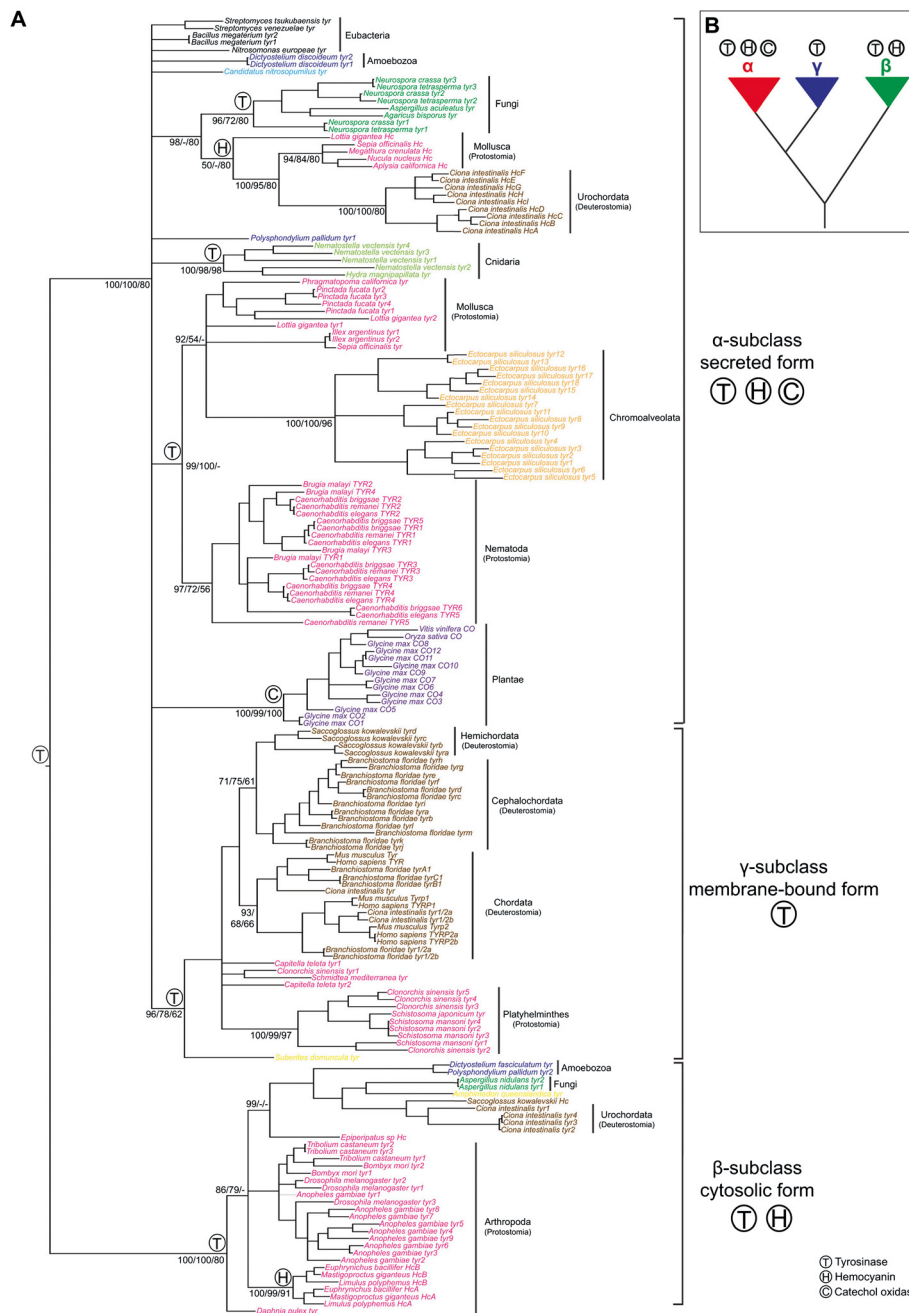 A
Streptomyces tsukubaensis tyr
Streptomyces venezuelae tyr
Bacillus megaterium tyr2
Bacillus megaterium tyr1
Nitrosomonas europeae tyr
Eubacteria
Dictyostelium discoideum tyr2
Dictyostelium discoideum tyr1
Amoebozoa
Candidatus nitrosopumilus tyr
Neurospora crassa tyr3
Neurospora tetrasperma tyr3
Neurospora crassa tyr2
Neurospora tetrasperma tyr2
Aspergillus aculeatus tyr
Agaricus bisporus tyr
Neurospora crassa tyr1
Neurospora tetrasperma tyr1
Fungi
T
96/72/80
98/-/80
H
50/-/80
Lottia gigantea Hc
Sepia officinalis Hc
Megathura crenulata Hc
Nucula nucleus Hc
Aplysia californica Hc
Mollusca
(Protostomia)
94/84/80
100/95/80
Ciona intestinalis HcF
Ciona intestinalis HcE
Ciona intestinalis HcG
Ciona intestinalis HcH
Ciona intestinalis HcI
Ciona intestinalis HcD
Ciona intestinalis HcC
Ciona intestinalis HcB
Ciona intestinalis HcA
Urochordata
(Deuterostomia)
100/100/80
Polysphondylium pallidum tyr1
Nematostella vectensis tyr4
Nematostella vectensis tyr3
Nematostella vectensis tyr1
Nematostella vectensis tyr2
Hydra magnipapillata tyr
Cnidaria
T
100/98/98
100/100/80
Phragmatopoma californica tyr
Pinctada fucata tyr2
Pinctada fucata tyr3
Pinctada fucata tyr4
Pinctada fucata tyr1
Lottia gigantea tyr2
Lottia gigantea tyr1
Illex argentinus tyr1
Illex argentinus tyr2
Sepia officinalis tyr
Mollusca
(Protostomia)
92/54/-
Ectocarpus siliculosus tyr12
Ectocarpus siliculosus tyr13
Ectocarpus siliculosus tyr16
Ectocarpus siliculosus tyr17
Ectocarpus siliculosus tyr18
Ectocarpus siliculosus tyr15
Ectocarpus siliculosus tyr14
Ectocarpus siliculosus tyr7
Ectocarpus siliculosus tyr11
Ectocarpus siliculosus tyr8
Ectocarpus siliculosus tyr9
Ectocarpus siliculosus tyr10
Ectocarpus siliculosus tyr4
Ectocarpus siliculosus tyr3
Ectocarpus siliculosus tyr2
Ectocarpus siliculosus tyr1
Ectocarpus siliculosus tyr6
Ectocarpus siliculosus tyr5
Chromoalveolata
100/100/96
T
99/100/-
Brugia malayi TYR2
Brugia malayi TYR4
Caenorhabditis briggsae TYR2
Caenorhabditis remanei TYR2
Caenorhabditis elegans TYR2
Caenorhabditis briggsae TYR5
Caenorhabditis briggsae TYR1
Caenorhabditis remanei TYR1
Caenorhabditis elegans TYR1
Brugia malayi TYR3
Brugia malayi TYR1
Caenorhabditis briggsae TYR3
Caenorhabditis remanei TYR3
Caenorhabditis elegans TYR3
Caenorhabditis briggsae TYR4
Caenorhabditis remanei TYR4
Caenorhabditis elegans TYR4
Caenorhabditis briggsae TYR6
Caenorhabditis elegans TYR5
Caenorhabditis remanei TYR5
Nematoda
(Protostomia)
97/72/56
Vitis vinifera CO
Oryza sativa CO
Glycine max CO8
Glycine max CO12
Glycine max CO11
Glycine max CO10
Glycine max CO9
Glycine max CO7
Glycine max CO6
Glycine max CO4
Glycine max CO3
Glycine max CO5
Glycine max CO2
Glycine max CO1
Plantae
C
100/99/100
T
Saccoglossus kowalevskii tyrd
Saccoglossus kowalevskii tyrc
Saccoglossus kowalevskii tyrb
Saccoglossus kowalevskii tyra
Hemichordata
(Deuterostomia)
71/75/61
Branchiostoma floridae tyrh
Branchiostoma floridae tyrg
Branchiostoma floridae tyre
Branchiostoma floridae tyrf
Branchiostoma floridae tyrd
Branchiostoma floridae tyrc
Branchiostoma floridae tyri
Branchiostoma floridae tyra
Branchiostoma floridae tyrb
Branchiostoma floridae tyrl
Branchiostoma floridae tyrm
Branchiostoma floridae tyrk
Branchiostoma floridae tyrj
Cephalochordata
(Deuterostomia)
Mus musculus Tyr
Homo sapiens TYR
Branchiostoma floridae tyrA1
Branchiostoma floridae tyrC1
Branchiostoma floridae tyrB1
Ciona intestinalis tyr
Mus musculus Tyrp1
Homo sapiens TYRP1
Ciona intestinalis tyr1/2a
Ciona intestinalis tyr1/2b
Mus musculus Tyrp2
Homo sapiens TYRP2a
Homo sapiens TYRP2b
Branchiostoma floridae tyr1/2a
Branchiostoma floridae tyr1/2b
Chordata
(Deuterostomia)
93/
68/66
Capitella teleta tyr1
Clonorchis sinensis tyr1
Schmidtea mediterranea tyr
Capitella teleta tyr2
T
96/78/62
Clonorchis sinensis tyr5
Clonorchis sinensis tyr4
Clonorchis sinensis tyr3
Schistosoma japonicum tyr
Schistosoma mansoni tyr4
Schistosoma mansoni tyr2
Schistosoma mansoni tyr3
Schistosoma mansoni tyr1
Clonorchis sinensis tyr2
Platyhelminthes
(Protostomia)
100/99/97
Suberites domuncula tyr
Dictyostelium fasciculatum tyr
Polysphondylium pallidum tyr2
Amoebozoa
Aspergillus nidulans tyr2
Aspergillus nidulans tyr1
Fungi
Amphimedon queenslandica tyr
Saccoglossus kowalevskii Hc
Ciona intestinalis tyr1
Ciona intestinalis tyr4
Ciona intestinalis tyr3
Ciona intestinalis tyr2
Urochordata
(Deuterostomia)
99/-/-
Epiperipatus sp Hc
Tribolium castaneum tyr2
Tribolium castaneum tyr3
Tribolium castaneum tyr1
Bombyx mori tyr2
Bombyx mori tyr1
Drosophila melanogaster tyr2
Drosophila melanogaster tyr1
Anopheles gambiae tyr1
Drosophila melanogaster tyr3
Anopheles gambiae tyr8
Anopheles gambiae tyr7
Anopheles gambiae tyr5
Anopheles gambiae tyr4
Anopheles gambiae tyr9
Anopheles gambiae tyr6
Anopheles gambiae tyr3
Anopheles gambiae tyr2
Euphrynichus bacillifer HcB
Mastigoproctus giganteus HcB
Limulus polyphemus HcB
Euphrynichus bacillifer HcA
Mastigoproctus giganteus HcA
Limulus polyphemus HcA
Daphnia pulex tyr
Arthropoda
(Protostomia)
86/79/-
T
100/100/80
H
100/99/91
B
T H C
α
T
γ
T H
β
α-subclass
secreted form
T H C
γ-subclass
membrane-bound form
T
β-subclass
cytosolic form
T H
T Tyrosinase
H Hemocyanin
C Catechol oxidas